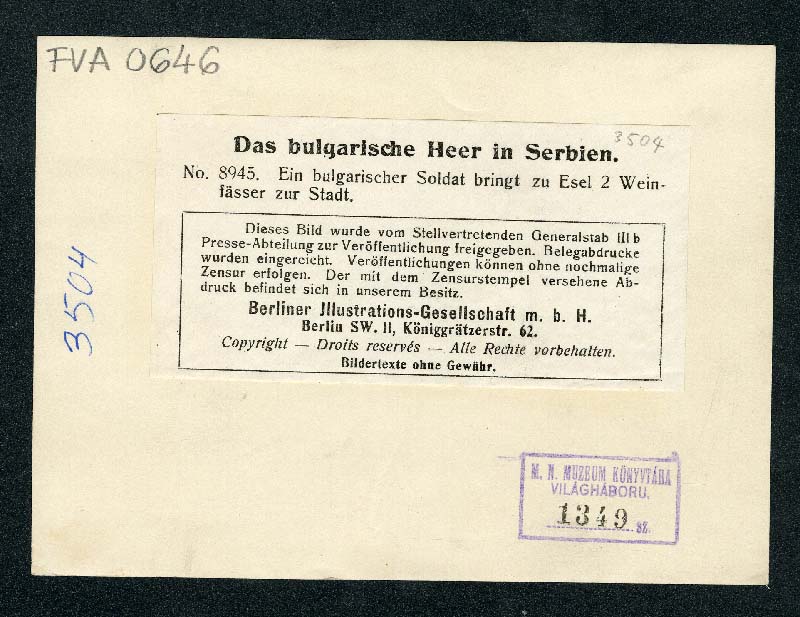 FVA 0646
3504
Das bulgarische Heer in Serbien.
No. 8945. Ein bulgarischer Soldat bringt zu Esel 2 Wein-
fässer zur Stadt.
Dieses Bild wurde vom Stellvertretenden Generalstab III b
Presse-Abteilung zur Veröffentlichung freigegeben. Belegabdrucke
wurden eingereicht. Veröffentlichungen können ohne nochmalige
Zensur erfolgen. Der mit dem Zensurstempel versehene Ab-
druck befindet sich in unserem Besitz.
Berliner Jllustrations-Gesellschaft m. b. H.
Berlin SW. 11, Königgrätzerstr. 62.
Copyright — Droits reservés — Alle Rechte vorbehalten.
Bildertexte ohne Gewühr.
3504
M. N. MUZEUM KÖNYVTÁRA
VILÁGHÁBORU,
1349 sz.